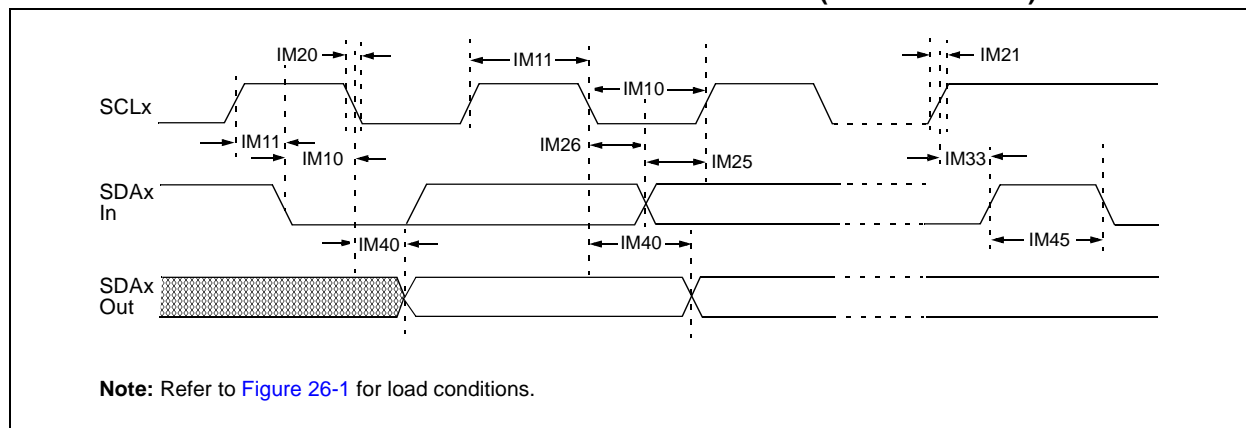 IM20
IM11
IM21
SCLx
IM10
IM11
IM10
IM26
IM25
IM33
SDAx
In
IM40
IM40
IM45
SDAx
Out
Note: Refer to Figure 26-1 for load conditions.